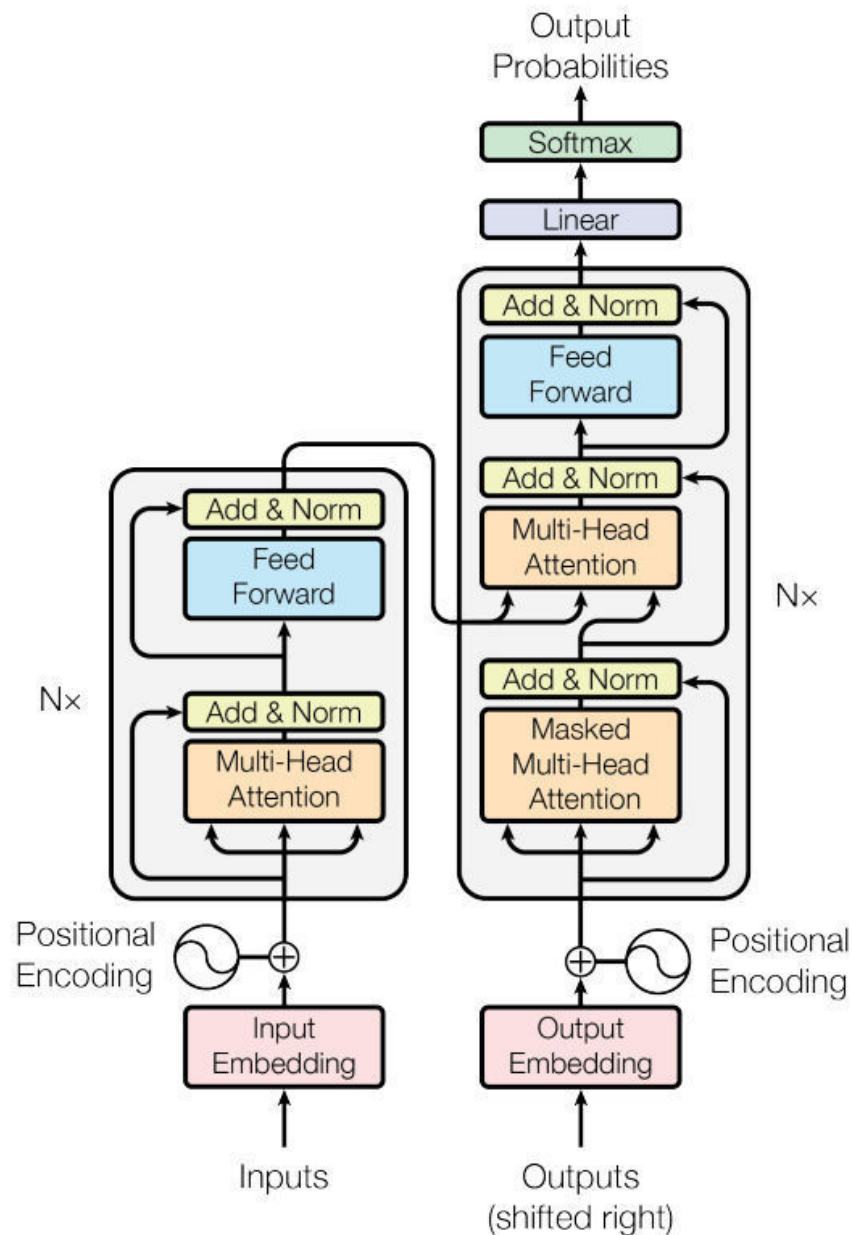 Output
Probabilities
Softmax
Linear
Add & Norm
Feed
Forward
Add & Norm
Multi-Head
Attention
Add & Norm
Masked
Multi-Head
Attention
Nx
Add & Norm
Feed
Forward
Add & Norm
Multi-Head
Attention
Nx
Positional
Encoding
Positional
Encoding
Input
Embedding
Output
Embedding
Inputs
Outputs
(shifted right)